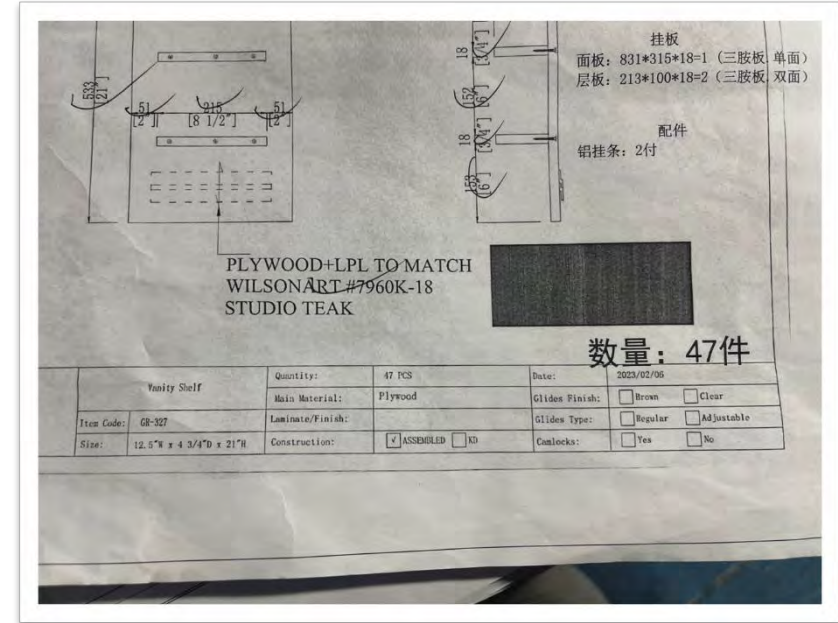 挂板
面板：831*315*18=1（三胺板.单面）
层板：213*100*18=2（三胺板.双面）
配件
铝挂条：2付
533
[21"]
51
[2"]
215
[8 1/2"]
51
[2"]
18
[3/4"]
152
[6"]
18
[3/4"]
153
[6"]
PLYWOOD+LPL TO MATCH
WILSONART #7960K-18
STUDIO TEAK
数量：47件
Vanity Shelf
Quantity: 47 PCS
Date: 2023/02/06
Main Material: Plywood
Glides Finish: Brown Clear
Item Code: GR-327
Laminate/Finish:
Glides Type: Regular Adjustable
Size: 12.5"W x 4 3/4"D x 21"H
Construction: √ ASSEMBLED KD
Camlocks: Yes No